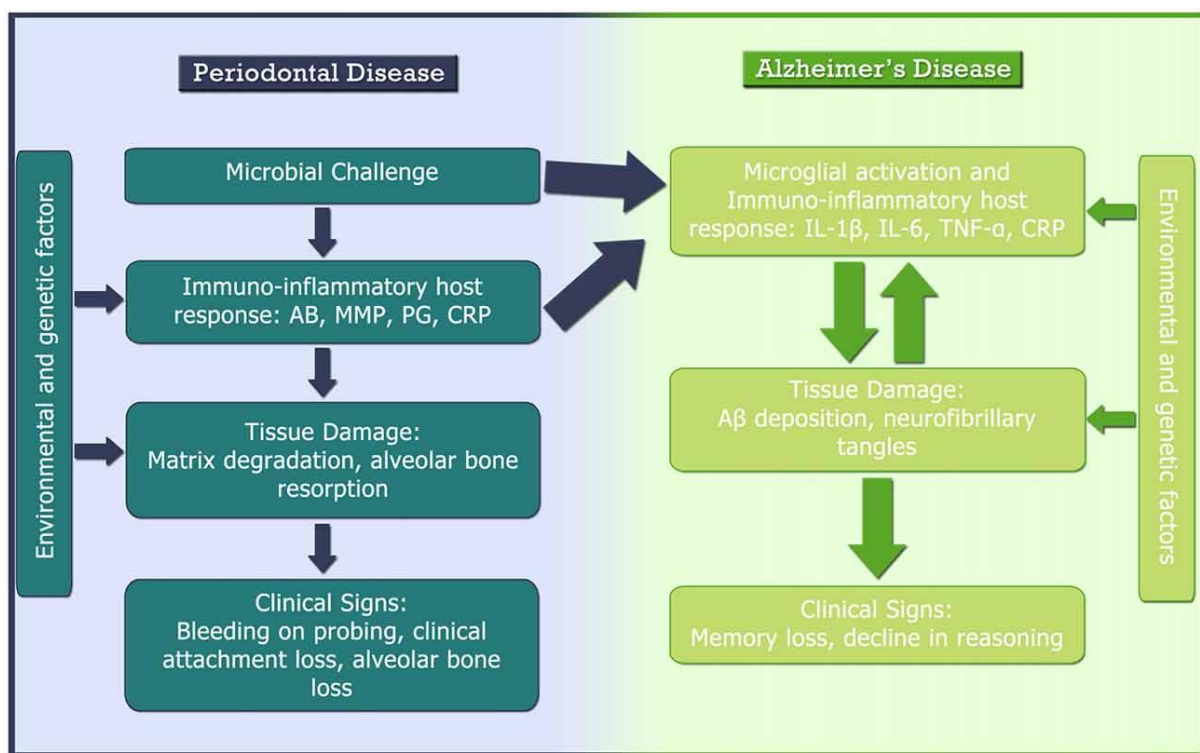 Periodontal Disease
Environmental and genetic factors
Microbial Challenge
Immuno-inflammatory host
response: AB, MMP, PG, CRP
Tissue Damage:
Matrix degradation, alveolar bone
resorption
Clinical Signs:
Bleeding on probing, clinical
attachment loss, alveolar bone
loss
Alzheimer's Disease
Microglial activation and
Immuno-inflammatory host
response: IL-1β, IL-6, TNF-α, CRP
Tissue Damage:
Aβ deposition, neurofibrillary
tangles
Clinical Signs:
Memory loss, decline in reasoning
Environmental and genetic factors